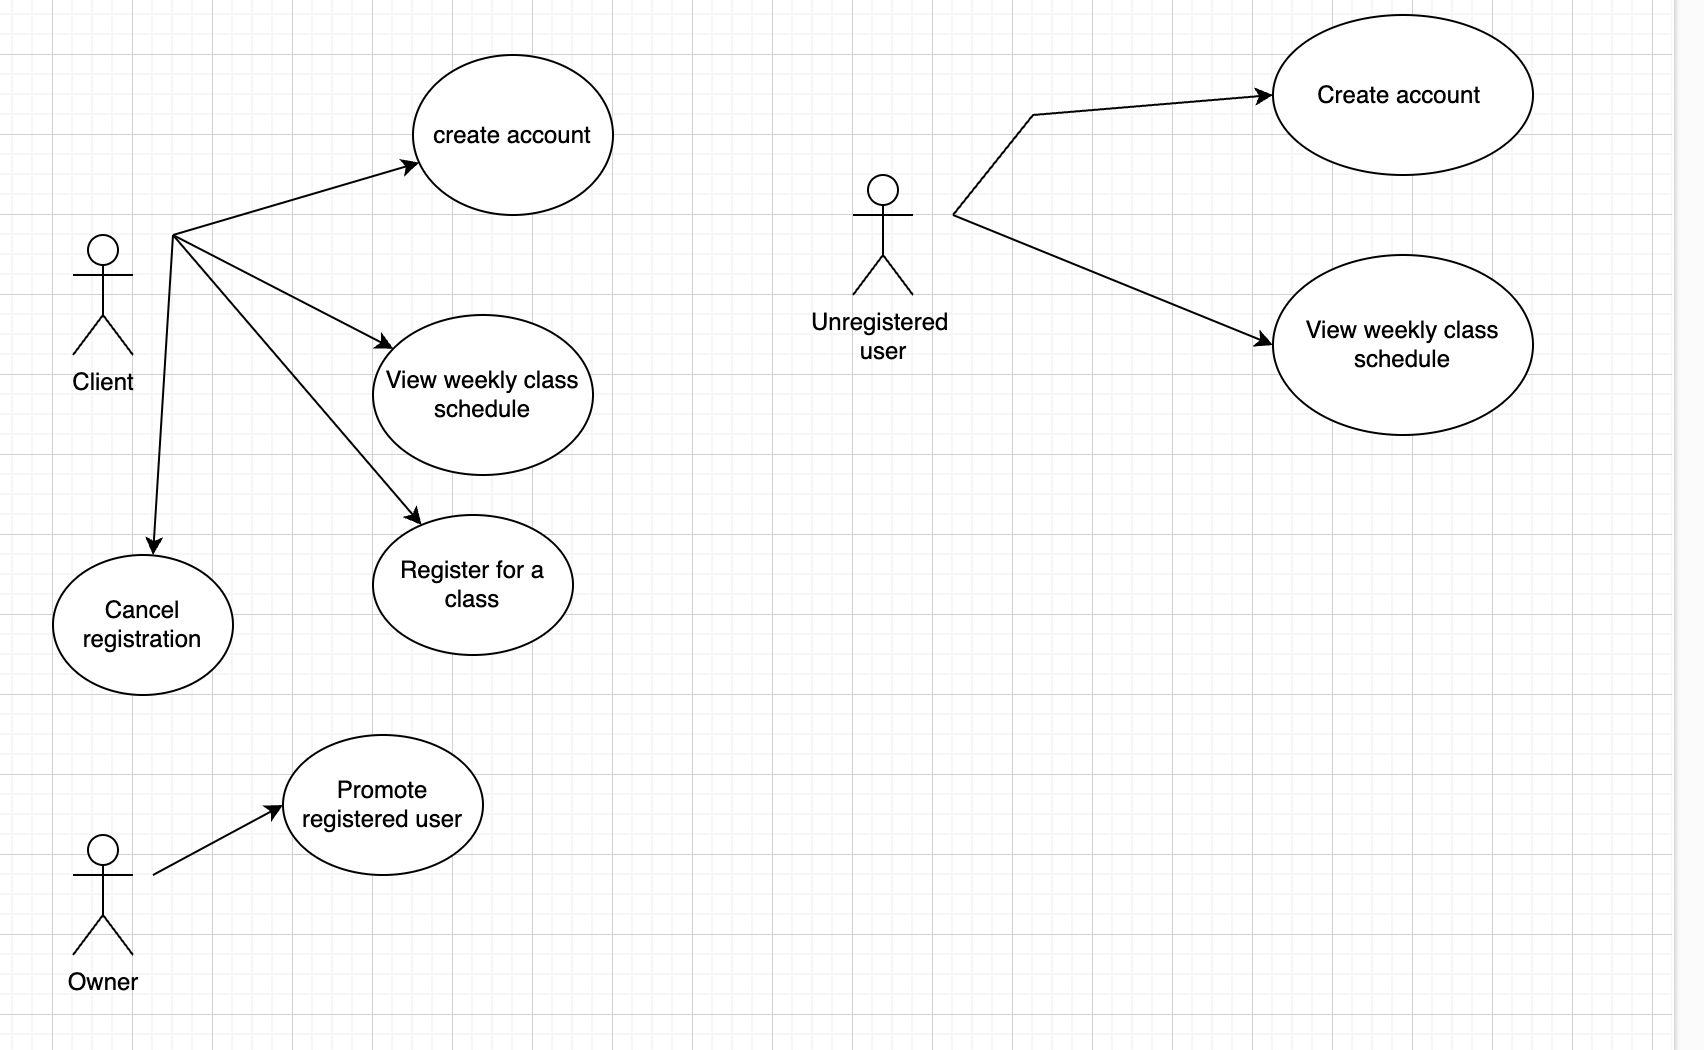 create account
Client
View weekly class
schedule
Register for a
class
Cancel
registration
Promote
registered user
Owner
Create account
Unregistered
user
View weekly class
schedule